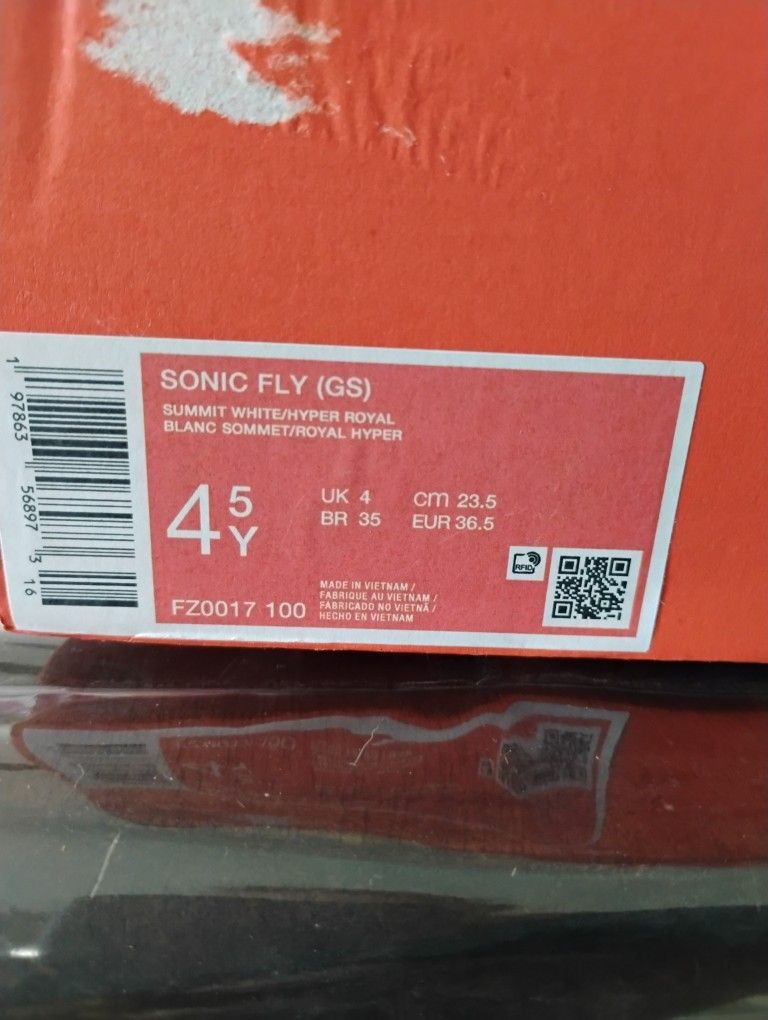 SONIC FLY (GS)
SUMMIT WHITE/HYPER ROYAL
BLANC SOMMET/ROYAL HYPER
4 5 Y
UK 4 cm 23.5
BR 35 EUR 36.5
RFID
FZ0017 100
MADE IN VIETNAM /
FABRIQUE AU VIETNAM /
FABRICADO NO VIETNÃ /
HECHO EN VIETNAM
1 97863 56897 3 16